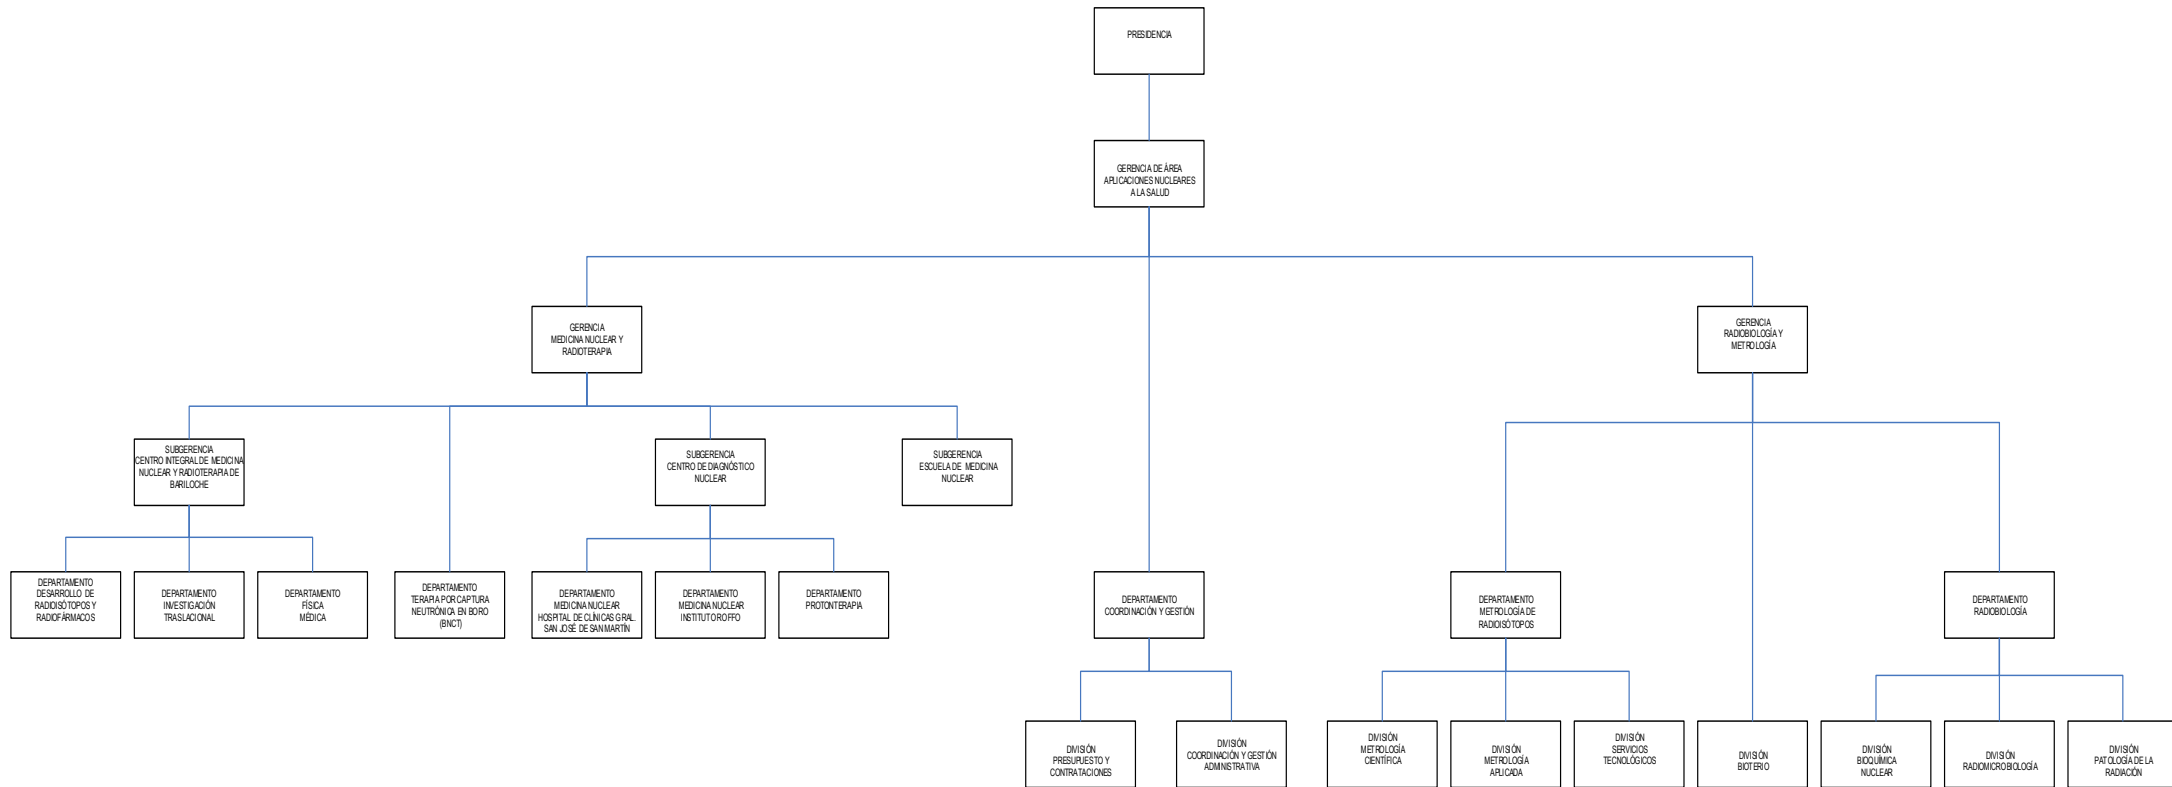 PRESIDENCIA
GERENCIA DE ÁREA
APLICACIONES NUCLEARES
A LA SALUD
GERENCIA
MEDICINA NUCLEAR Y
RADIOTERAPIA
GERENCIA
RADIOBIOLOGÍA Y
METROLOGÍA
SUBGERENCIA
CENTRO INTEGRAL DE MEDICINA
NUCLEAR Y RADIOTERAPIA DE
BARILOCHE
SUBGERENCIA
CENTRO DE DIAGNÓSTICO
NUCLEAR
SUBGERENCIA
ESCUELA DE MEDICINA
NUCLEAR
DEPARTAMENTO
DESARROLLO DE
RADIOISÓTOPOS Y
RADIOFÁRMACOS
DEPARTAMENTO
INVESTIGACIÓN
TRASLACIONAL
DEPARTAMENTO
FÍSICA
MÉDICA
DEPARTAMENTO
TERAPIA POR CAPTURA
NEUTRÓNICA EN BORO
(BNCT)
DEPARTAMENTO
MEDICINA NUCLEAR
HOSPITAL DE CLÍNICAS GRAL.
SAN JOSÉ DE SAN MARTÍN
DEPARTAMENTO
MEDICINA NUCLEAR
INSTITUTO ROFFO
DEPARTAMENTO
PROTONTERAPIA
DEPARTAMENTO
COORDINACIÓN Y GESTIÓN
DEPARTAMENTO
METROLOGÍA DE
RADIOISÓTOPOS
DEPARTAMENTO
RADIOBIOLOGÍA
DIVISIÓN
PRESUPUESTO Y
CONTRATACIONES
DIVISIÓN
COORDINACIÓN Y GESTIÓN
ADMINISTRATIVA
DIVISIÓN
METROLOGÍA
CIENTÍFICA
DIVISIÓN
METROLOGÍA
APLICADA
DIVISIÓN
SERVICIOS
TECNOLÓGICOS
DIVISIÓN
BIOTERIO
DIVISIÓN
BIOQUÍMICA
NUCLEAR
DIVISIÓN
RADIOMICROBIOLOGÍA
DIVISIÓN
PATOLOGÍA DE LA
RADIACIÓN